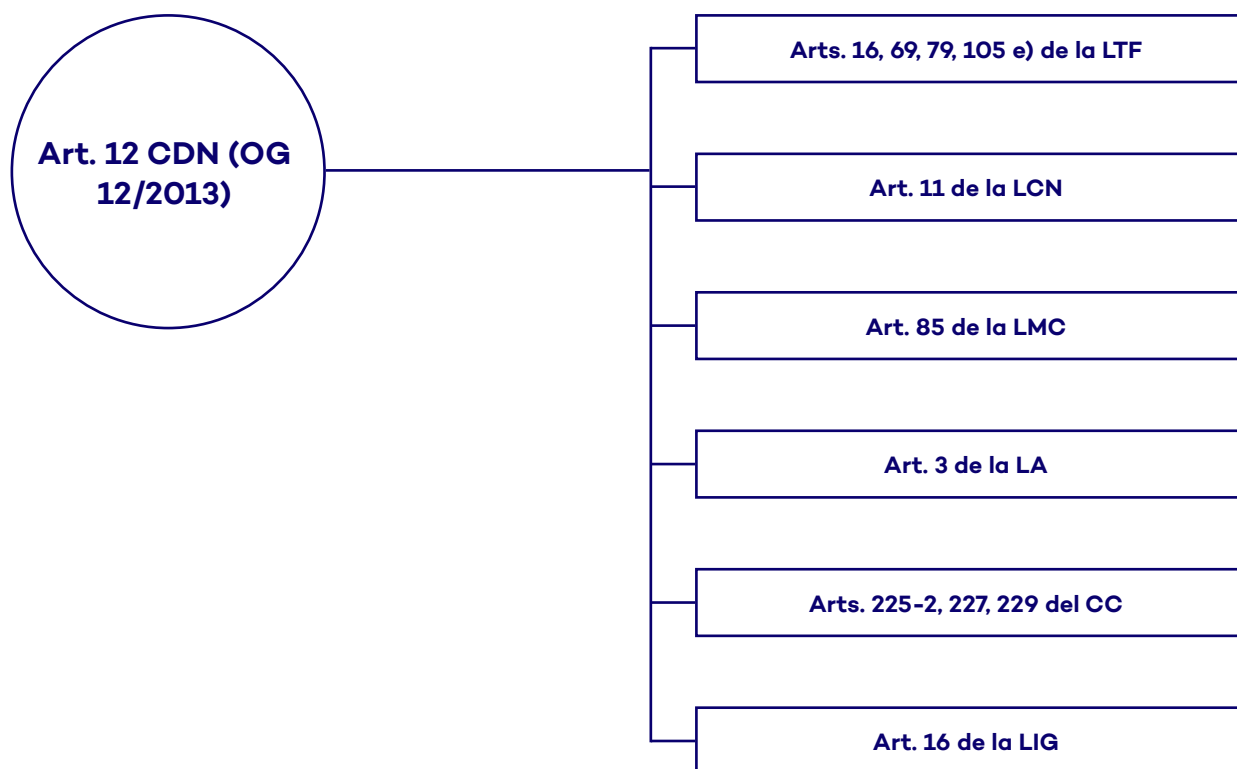 Art. 12 CDN (OG
12/2013)
Arts. 16, 69, 79, 105 e) de la LTF
Art. 11 de la LCN
Art. 85 de la LMC
Art. 3 de la LA
Arts. 225-2, 227, 229 del CC
Art. 16 de la LIG